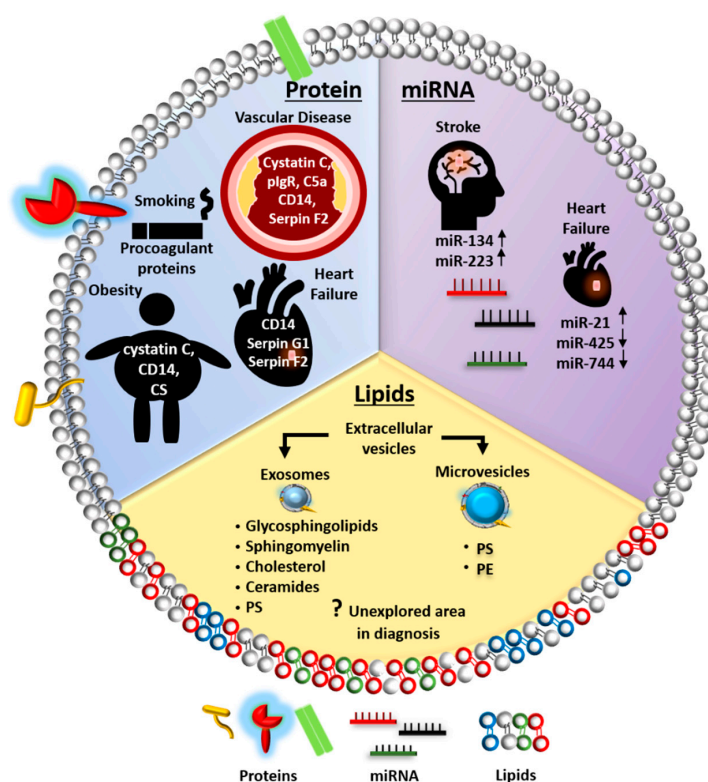 Protein
Vascular Disease
Cystatin C,
pIgR, C5a
CD14,
Serpin F2
Smoking
Procoagulant
proteins
Obesity
cystatin C,
CD14,
CS
Heart
Failure
CD14
Serpin G1
Serpin F2
miRNA
Stroke
miR-134 ↑
miR-223 ↑
Heart
Failure
miR-21 ↑
miR-425 ↓
miR-744 ↓
Lipids
Extracellular
vesicles
Exosomes
• Glycosphingolipids
• Sphingomyelin
• Cholesterol
• Ceramides
• PS
Microvesicles
• PS
• PE
? Unexplored area
in diagnosis
Proteins
miRNA
Lipids